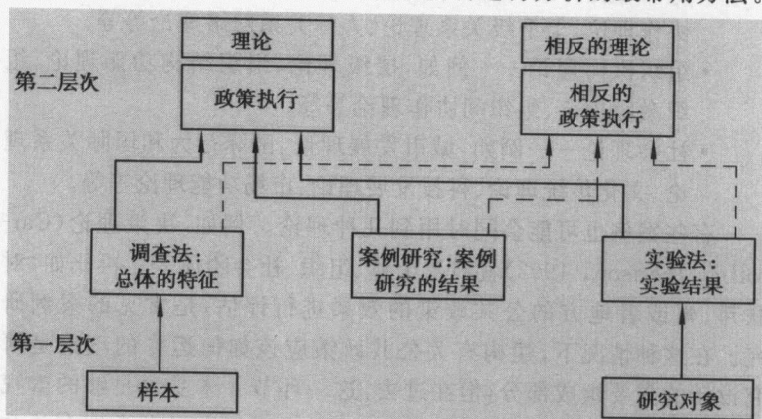 理论
相反的理论
第二层次
政策执行
相反的
政策执行
调查法：
总体的特征
案例研究：案例
研究的结果
实验法：
实验结果
第一层次
样本
研究对象